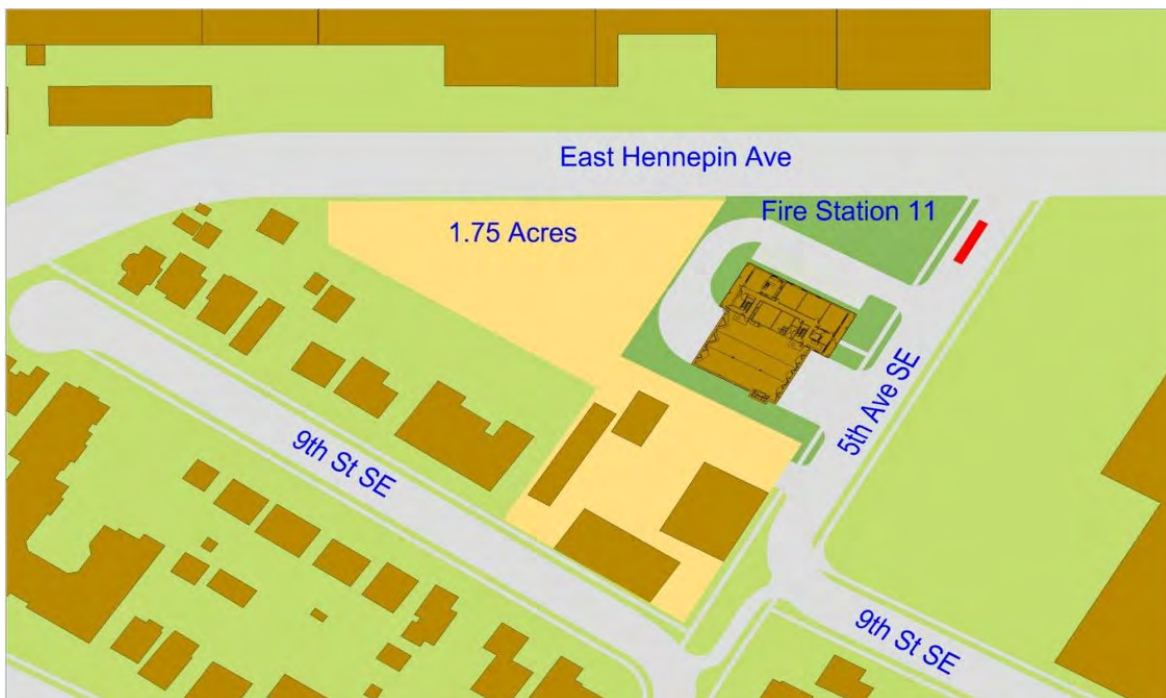 East Hennepin Ave
Fire Station 11
1.75 Acres
5th Ave SE
9th St SE
9th St SE